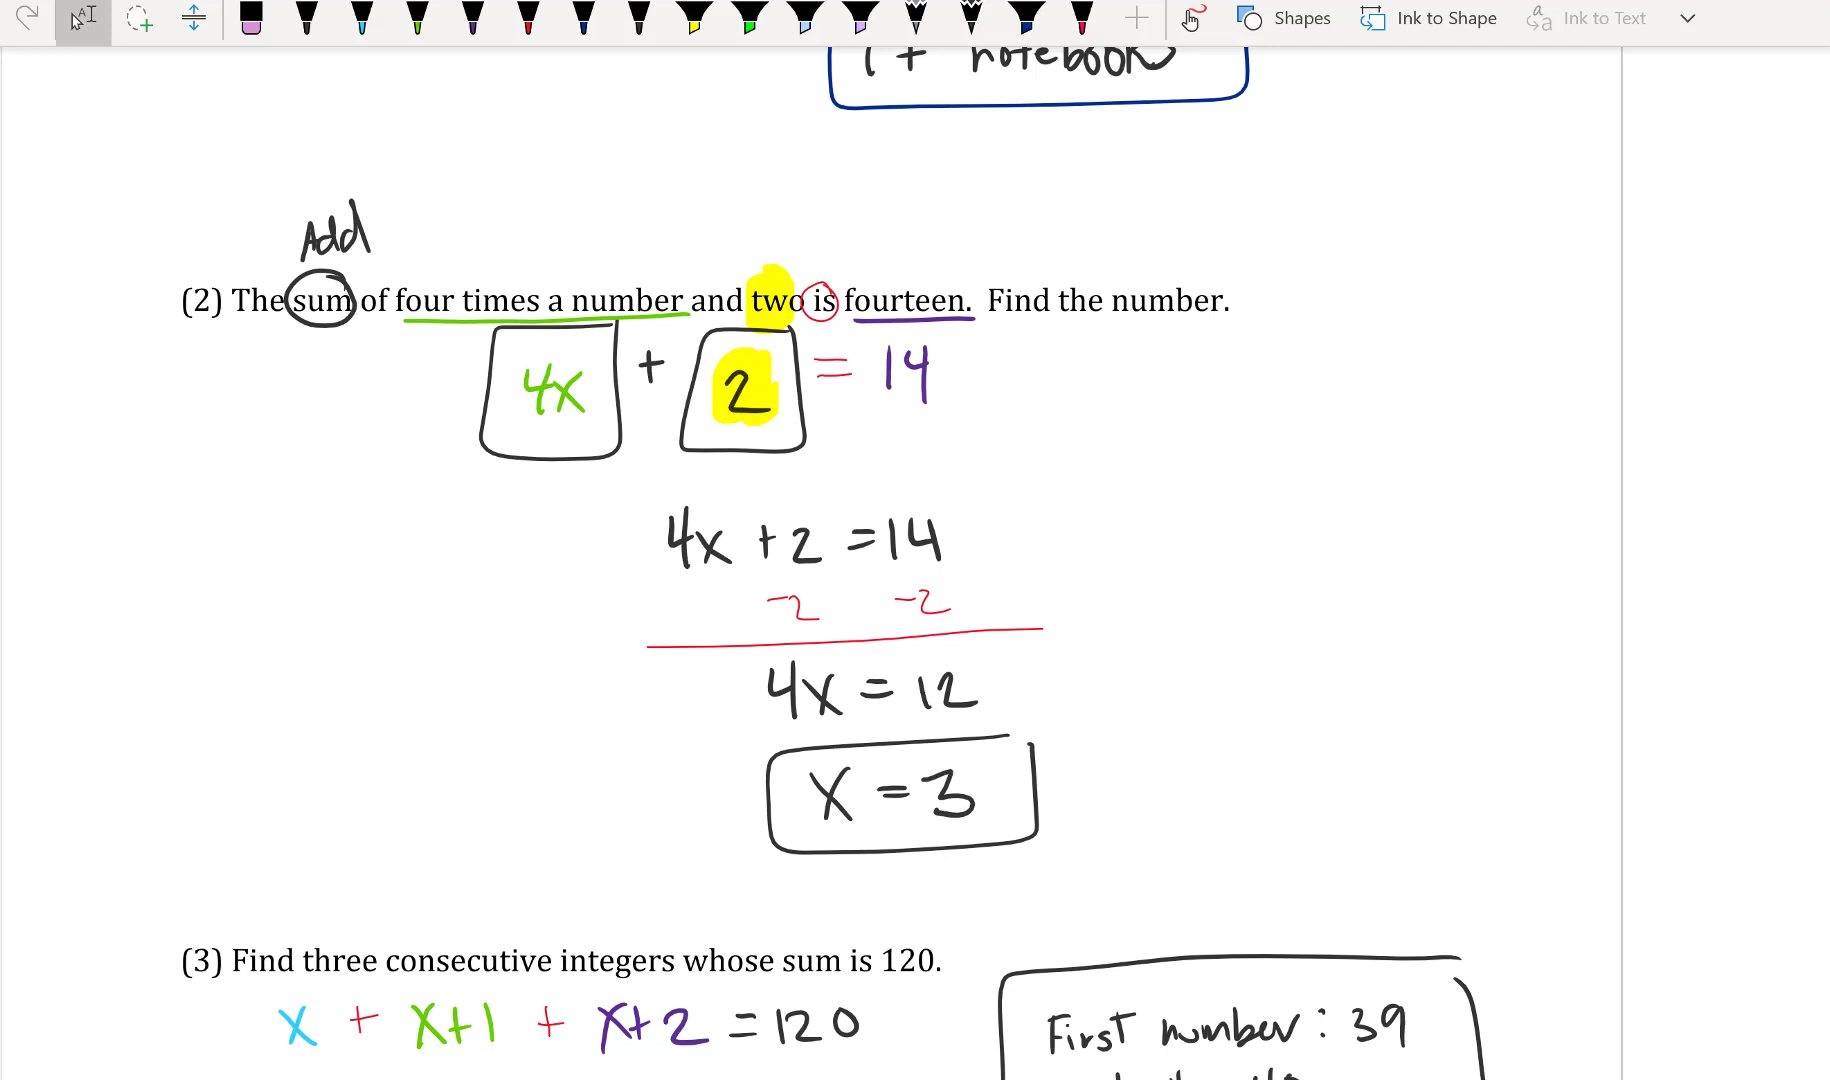 Shapes Ink to Shape Ink to Text
notebook
Add
(2) The sum of four times a number and two is fourteen. Find the number.
4x + 2 = 14
4x + 2 = 14
-2 -2
4x = 12
x = 3
(3) Find three consecutive integers whose sum is 120.
x + x+1 + x+2 = 120
First number: 39